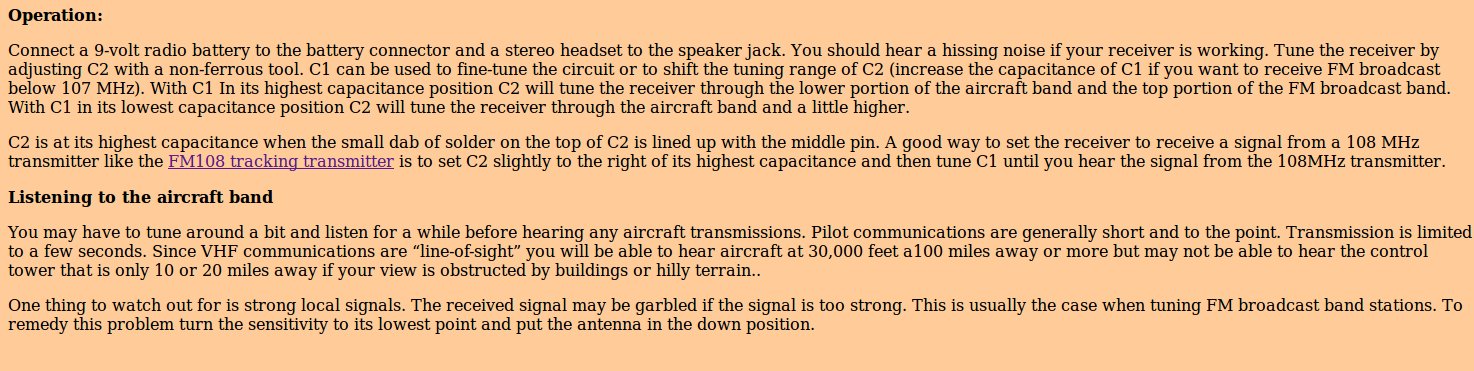 Operation:
Connect a 9-volt radio battery to the battery connector and a stereo headset to the speaker jack. You should hear a hissing noise if your receiver is working. Tune the receiver by
adjusting C2 with a non-ferrous tool. C1 can be used to fine-tune the circuit or to shift the tuning range of C2 (increase the capacitance of C1 if you want to receive FM broadcast
below 107 MHz). With C1 In its highest capacitance position C2 will tune the receiver through the lower portion of the aircraft band and the top portion of the FM broadcast band.
With C1 in its lowest capacitance position C2 will tune the receiver through the aircraft band and a little higher.
C2 is at its highest capacitance when the small dab of solder on the top of C2 is lined up with the middle pin. A good way to set the receiver to receive a signal from a 108 MHz
transmitter like the FM108 tracking transmitter is to set C2 slightly to the right of its highest capacitance and then tune C1 until you hear the signal from the 108MHz transmitter.
Listening to the aircraft band
You may have to tune around a bit and listen for a while before hearing any aircraft transmissions. Pilot communications are generally short and to the point. Transmission is limited
to a few seconds. Since VHF communications are “line-of-sight” you will be able to hear aircraft at 30,000 feet a100 miles away or more but may not be able to hear the control
tower that is only 10 or 20 miles away if your view is obstructed by buildings or hilly terrain..
One thing to watch out for is strong local signals. The received signal may be garbled if the signal is too strong. This is usually the case when tuning FM broadcast band stations. To
remedy this problem turn the sensitivity to its lowest point and put the antenna in the down position.